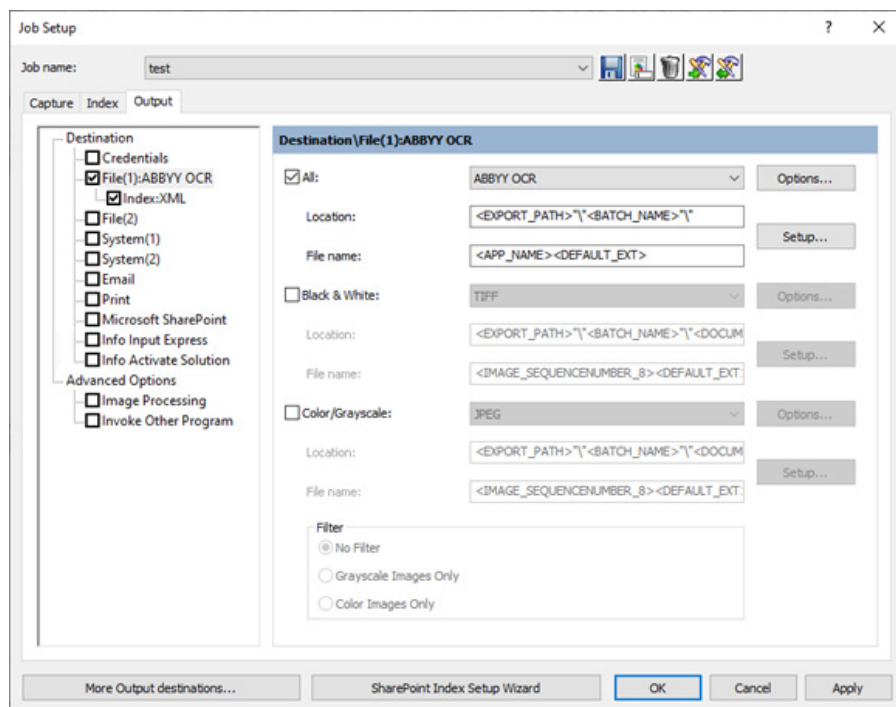 Job Setup
? ×
Job name: test
Capture Index Output
Destination
Credentials
File(1):ABBYY OCR
Index:XML
File(2)
System(1)
System(2)
Email
Print
Microsoft SharePoint
Info Input Express
Info Activate Solution
Advanced Options
Image Processing
Invoke Other Program
Destination\File(1):ABBYY OCR
All: ABBYY OCR Options...
Location: <EXPORT_PATH>"\"<BATCH_NAME>"\"
Setup...
File name: <APP_NAME><DEFAULT_EXT>
Black & White: TIFF Options...
Location: <EXPORT_PATH>"\"<BATCH_NAME>"\"<DOCUM
Setup...
File name: <IMAGE_SEQUENCENUMBER_8><DEFAULT_EXT>
Color/Grayscale: JPEG Options...
Location: <EXPORT_PATH>"\"<BATCH_NAME>"\"<DOCUM
Setup...
File name: <IMAGE_SEQUENCENUMBER_8><DEFAULT_EXT>
Filter
No Filter
Grayscale Images Only
Color Images Only
More Output destinations... SharePoint Index Setup Wizard OK Cancel Apply